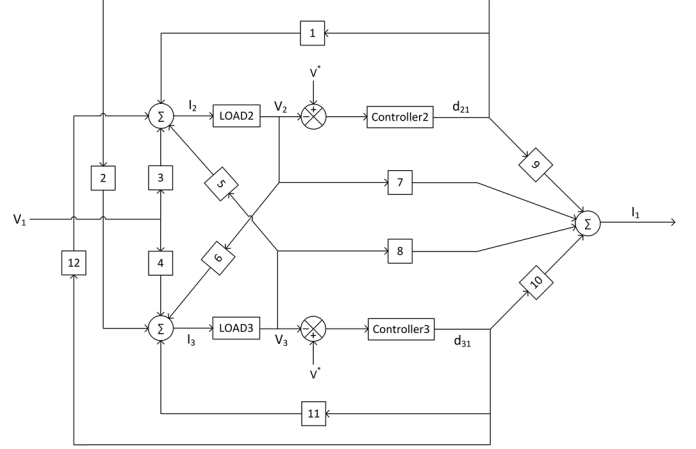 1
V*
I2 LOAD2 V2 − + Controller2 d21
Σ
9
2 3 5 7
V1 I1
Σ
12 4 6 8
10
Σ
I3 LOAD3 V3 − + Controller3 d31
V*
11